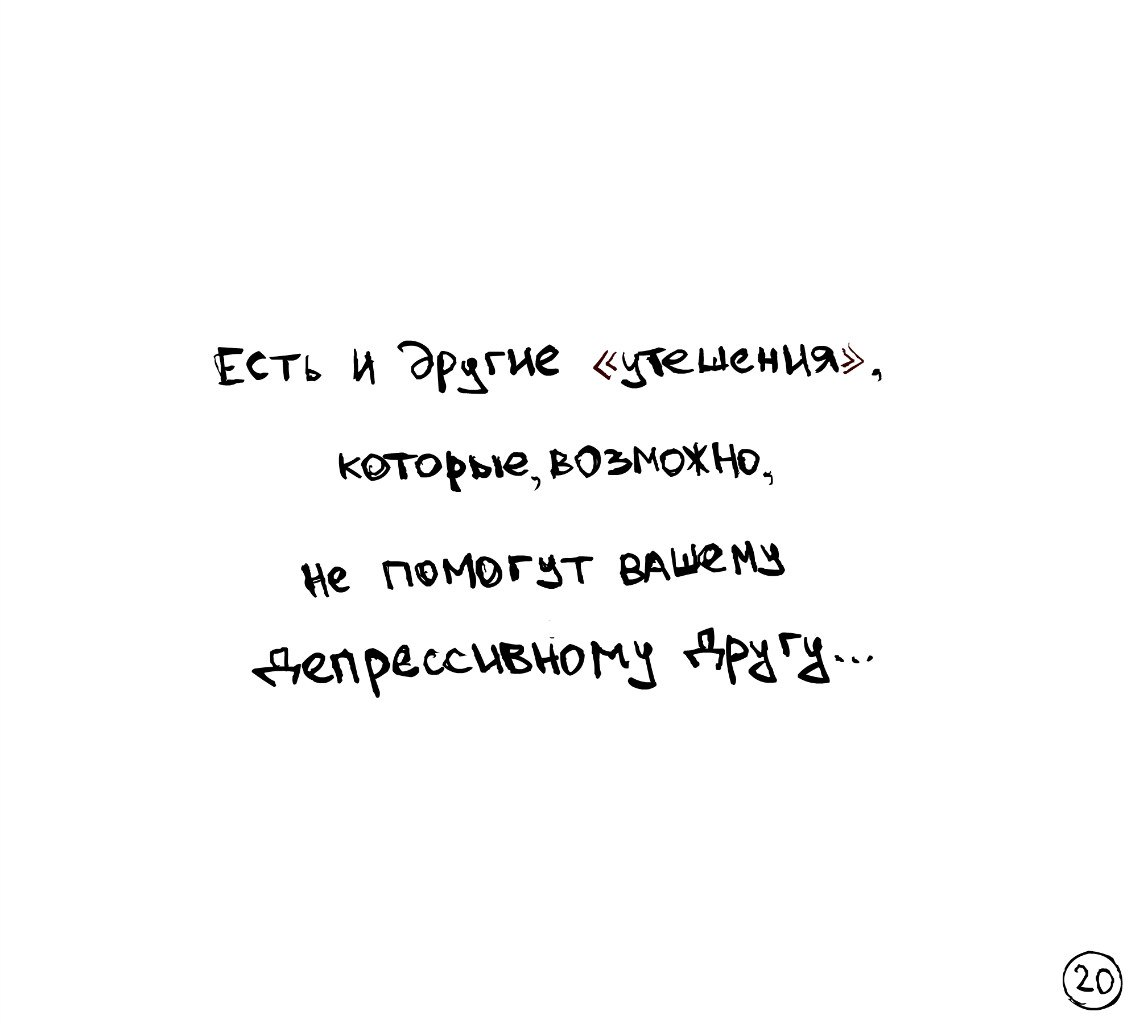 Есть и другие «утешения»,
которые, возможно,
не помогут вашему
депрессивному другу...
20